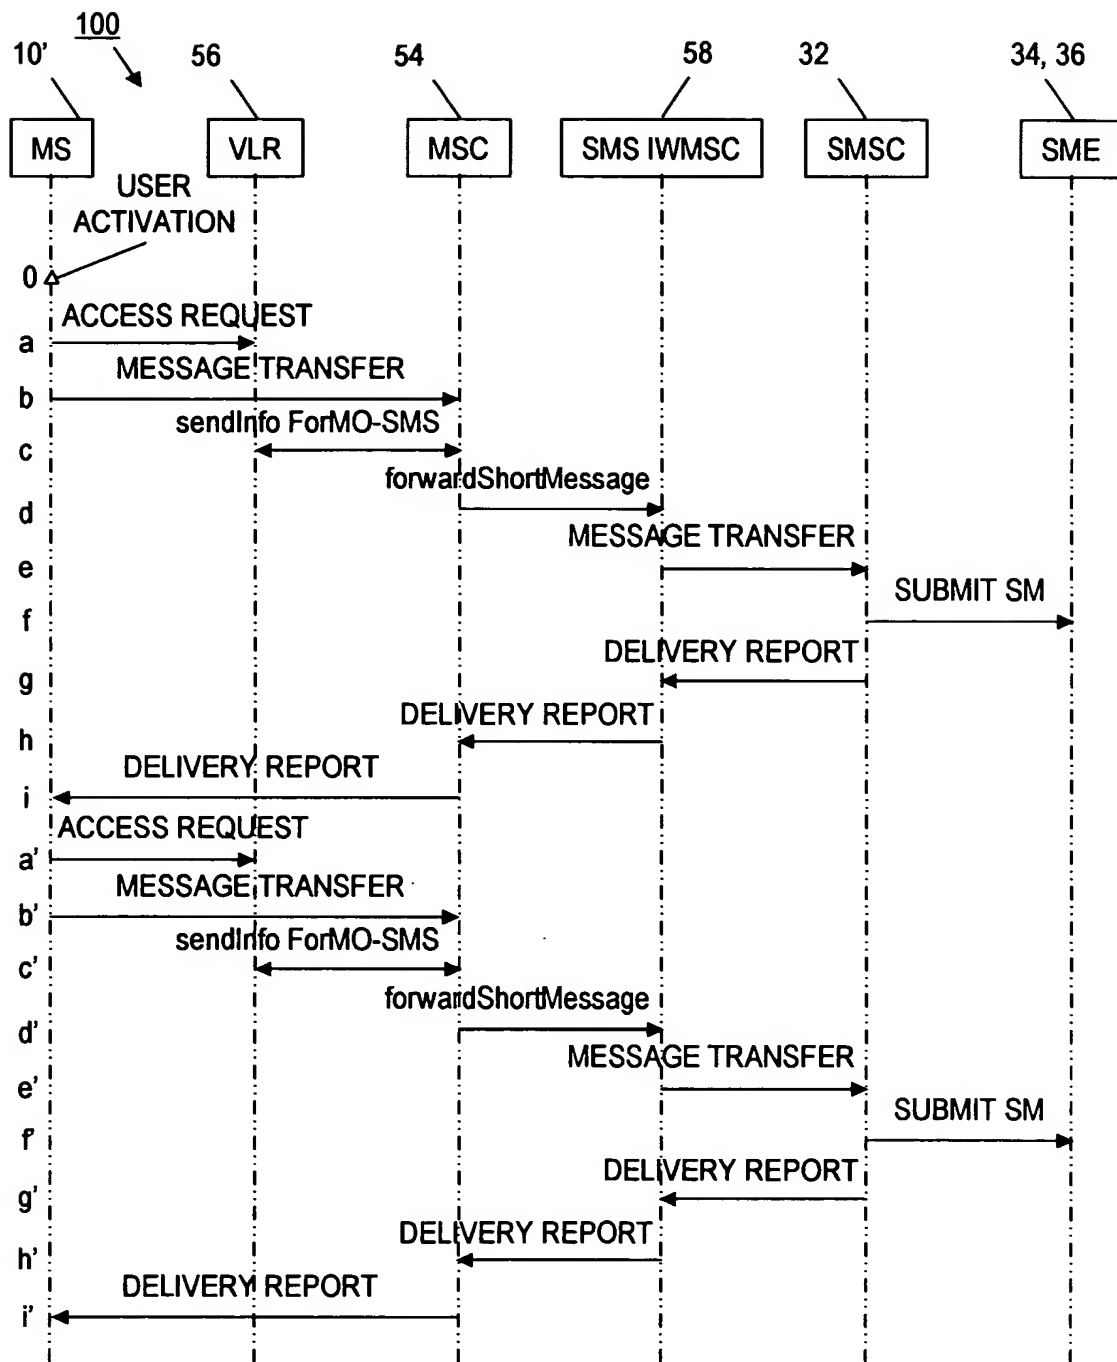 100
10' 56 54 58 32 34, 36
MS VLR MSC SMS IWMSC SMSC SME
USER
ACTIVATION
0
ACCESS REQUEST
a
MESSAGE TRANSFER
b
sendInfo ForMO-SMS
c
forwardShortMessage
d
MESSAGE TRANSFER
e
SUBMIT SM
f
DELIVERY REPORT
g
DELIVERY REPORT
h
DELIVERY REPORT
i
ACCESS REQUEST
a'
MESSAGE TRANSFER
b'
sendInfo ForMO-SMS
c'
forwardShortMessage
d'
MESSAGE TRANSFER
e'
SUBMIT SM
f'
DELIVERY REPORT
g'
DELIVERY REPORT
h'
DELIVERY REPORT
i'